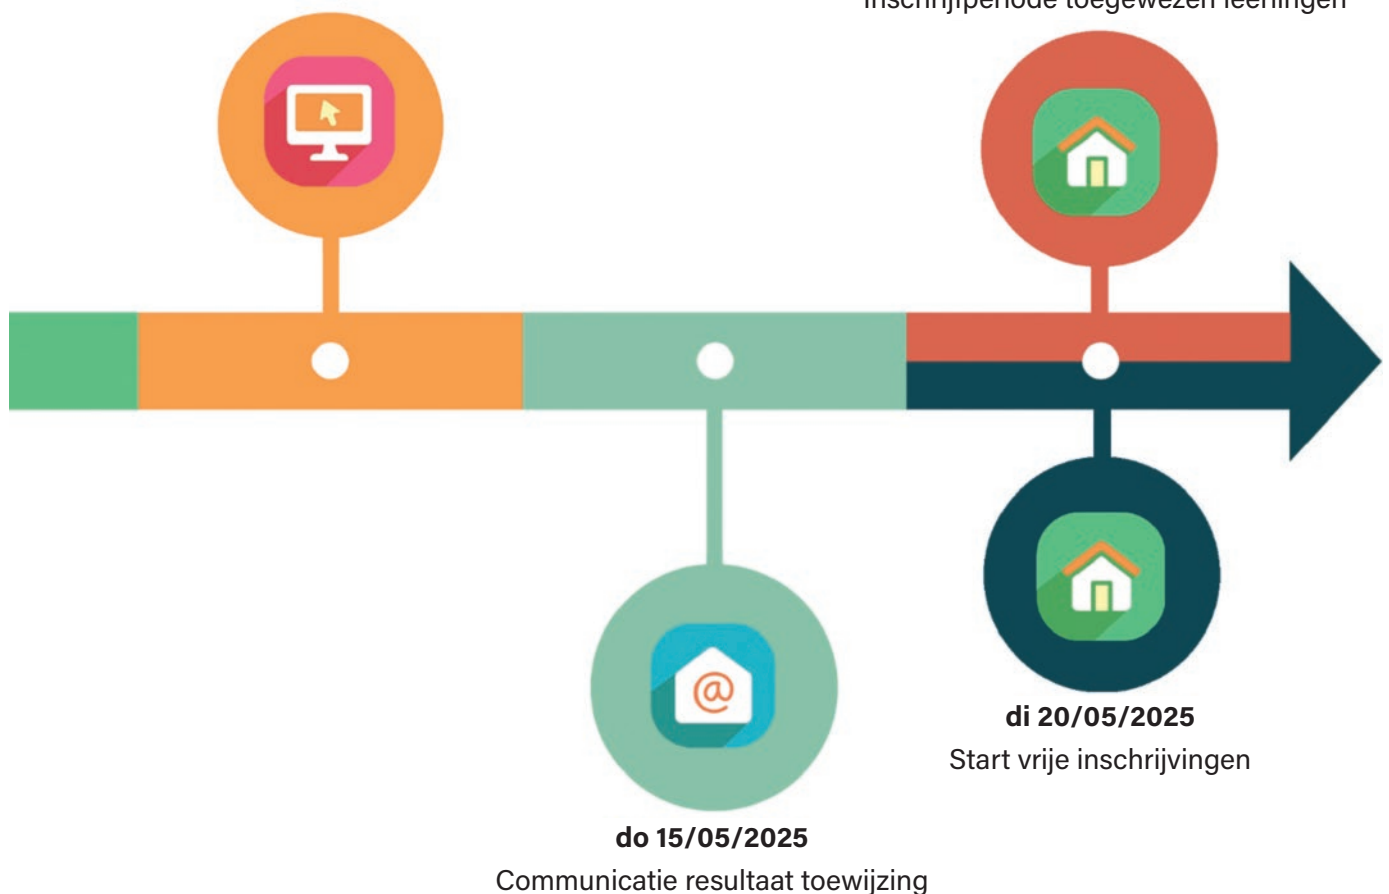 Inschrijfperiode toegewezen leerlingen
@
di 20/05/2025
Start vrije inschrijvingen
do 15/05/2025
Communicatie resultaat toewijzing